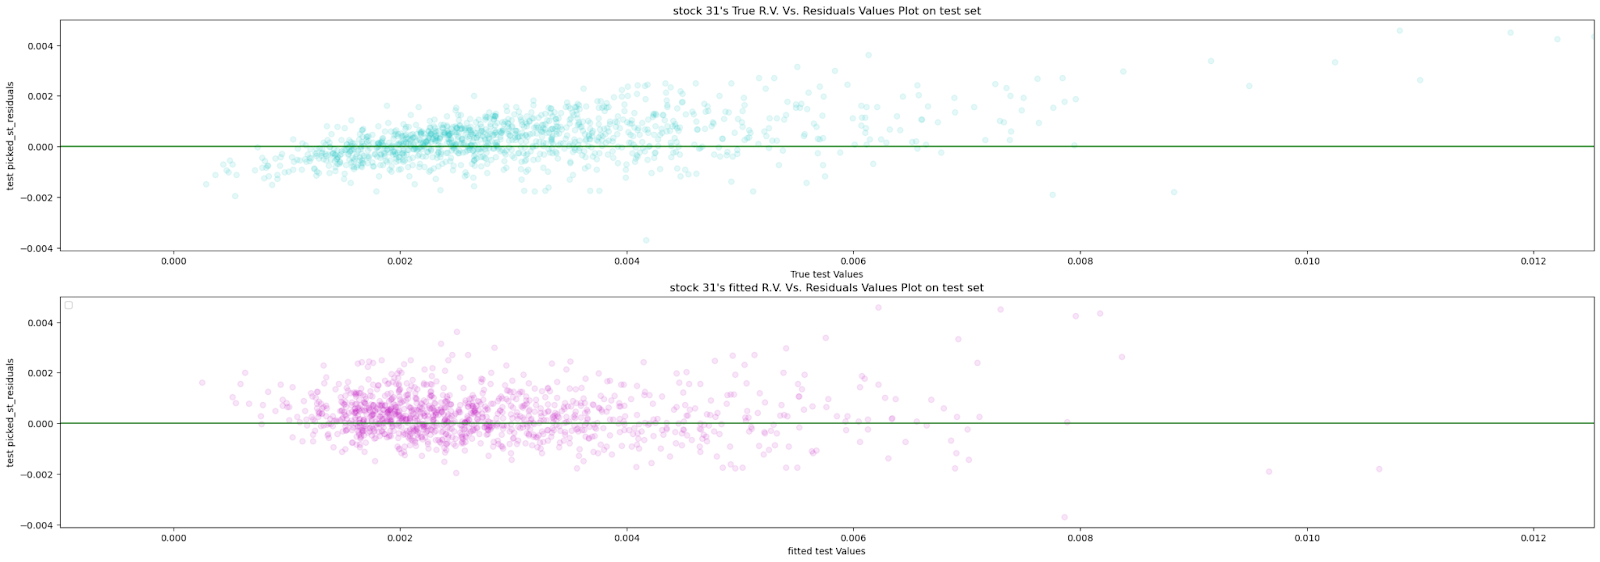 stock 31's True R.V. Vs. Residuals Values Plot on test set
test picked_st_residuals
0.004
0.002
0.000
−0.002
−0.004
0.000 0.002 0.004 0.006 0.008 0.010 0.012
True test Values
stock 31's fitted R.V. Vs. Residuals Values Plot on test set
test picked_st_residuals
0.004
0.002
0.000
−0.002
−0.004
0.000 0.002 0.004 0.006 0.008 0.010 0.012
fitted test Values